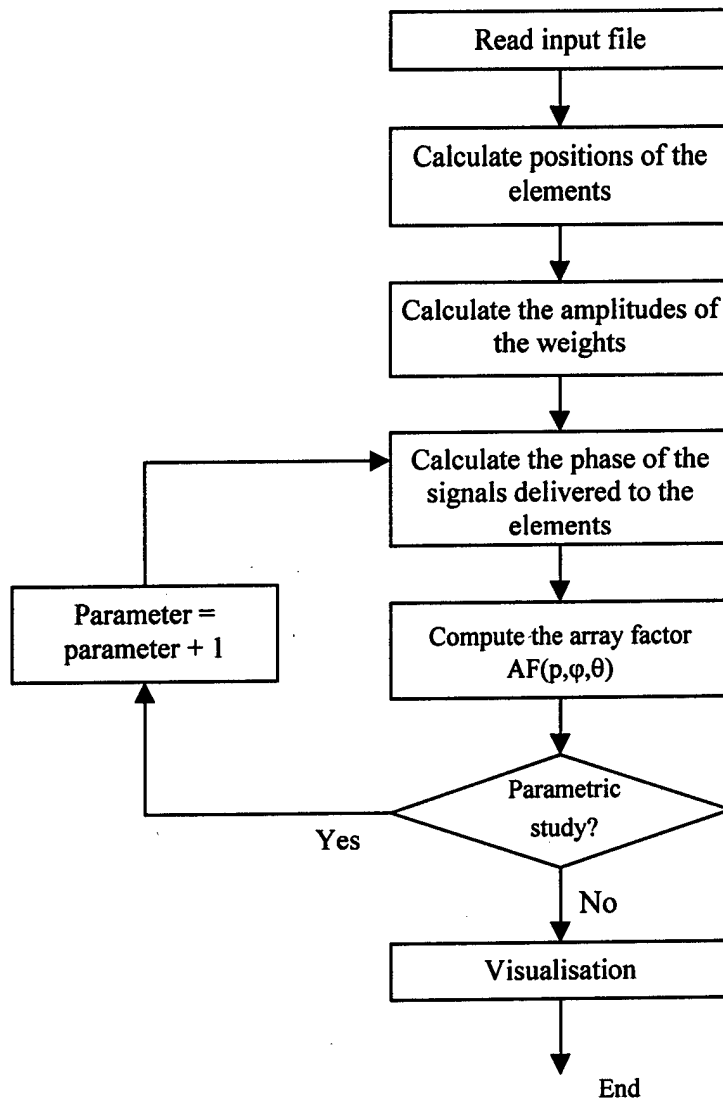 Read input file
Calculate positions of the
elements
Calculate the amplitudes of
the weights
Calculate the phase of the
signals delivered to the
elements
Parameter =
parameter + 1
Compute the array factor
AF(p,φ,θ)
Parametric
study?
Yes
No
Visualisation
End